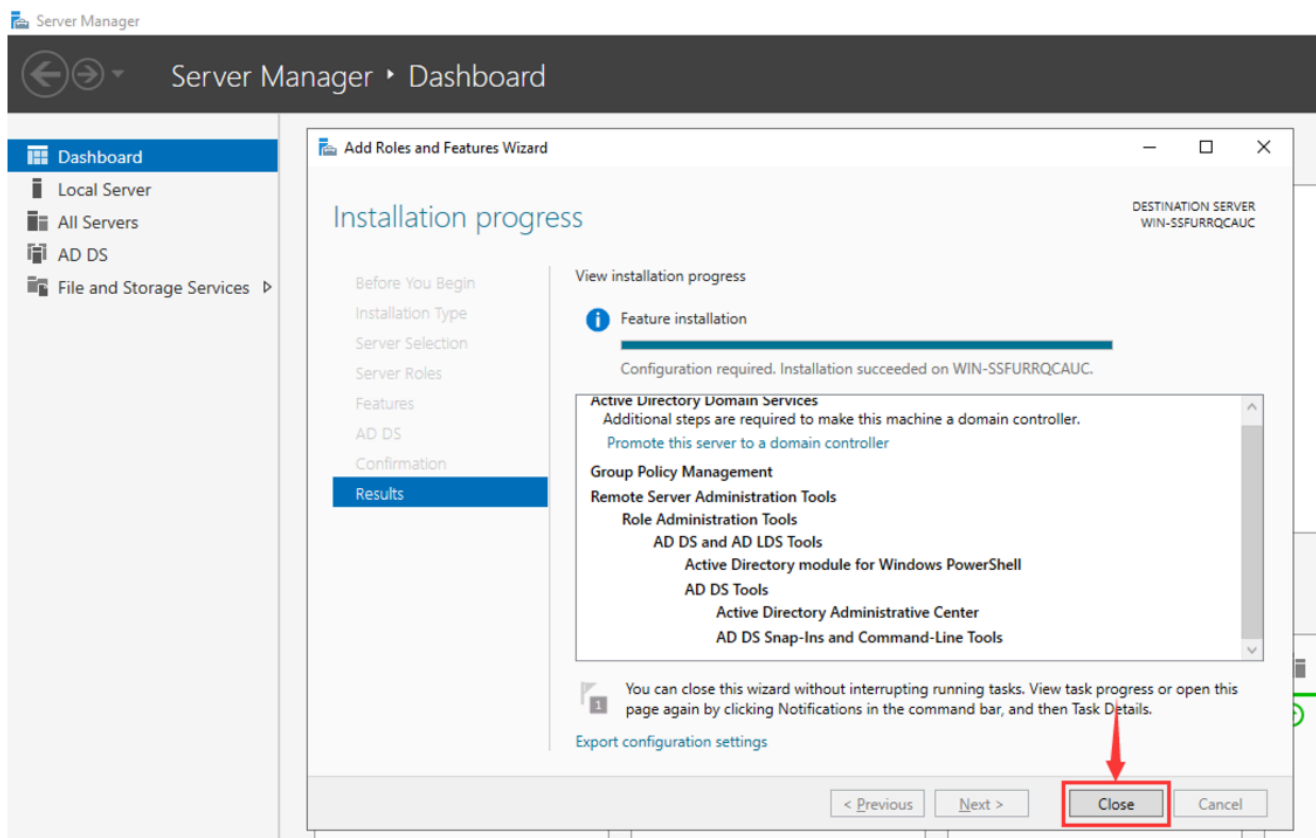 Server Manager
Server Manager ‣ Dashboard
Dashboard
Local Server
All Servers
AD DS
File and Storage Services
Add Roles and Features Wizard
Installation progress
DESTINATION SERVER
WIN-SSFURRQCAUC
Before You Begin
Installation Type
Server Selection
Server Roles
Features
AD DS
Confirmation
Results
View installation progress
Feature installation
Configuration required. Installation succeeded on WIN-SSFURRQCAUC.
Active Directory Domain Services
Additional steps are required to make this machine a domain controller.
Promote this server to a domain controller
Group Policy Management
Remote Server Administration Tools
Role Administration Tools
AD DS and AD LDS Tools
Active Directory module for Windows PowerShell
AD DS Tools
Active Directory Administrative Center
AD DS Snap-Ins and Command-Line Tools
1
You can close this wizard without interrupting running tasks. View task progress or open this
page again by clicking Notifications in the command bar, and then Task Details.
Export configuration settings
< Previous
Next >
Close
Cancel